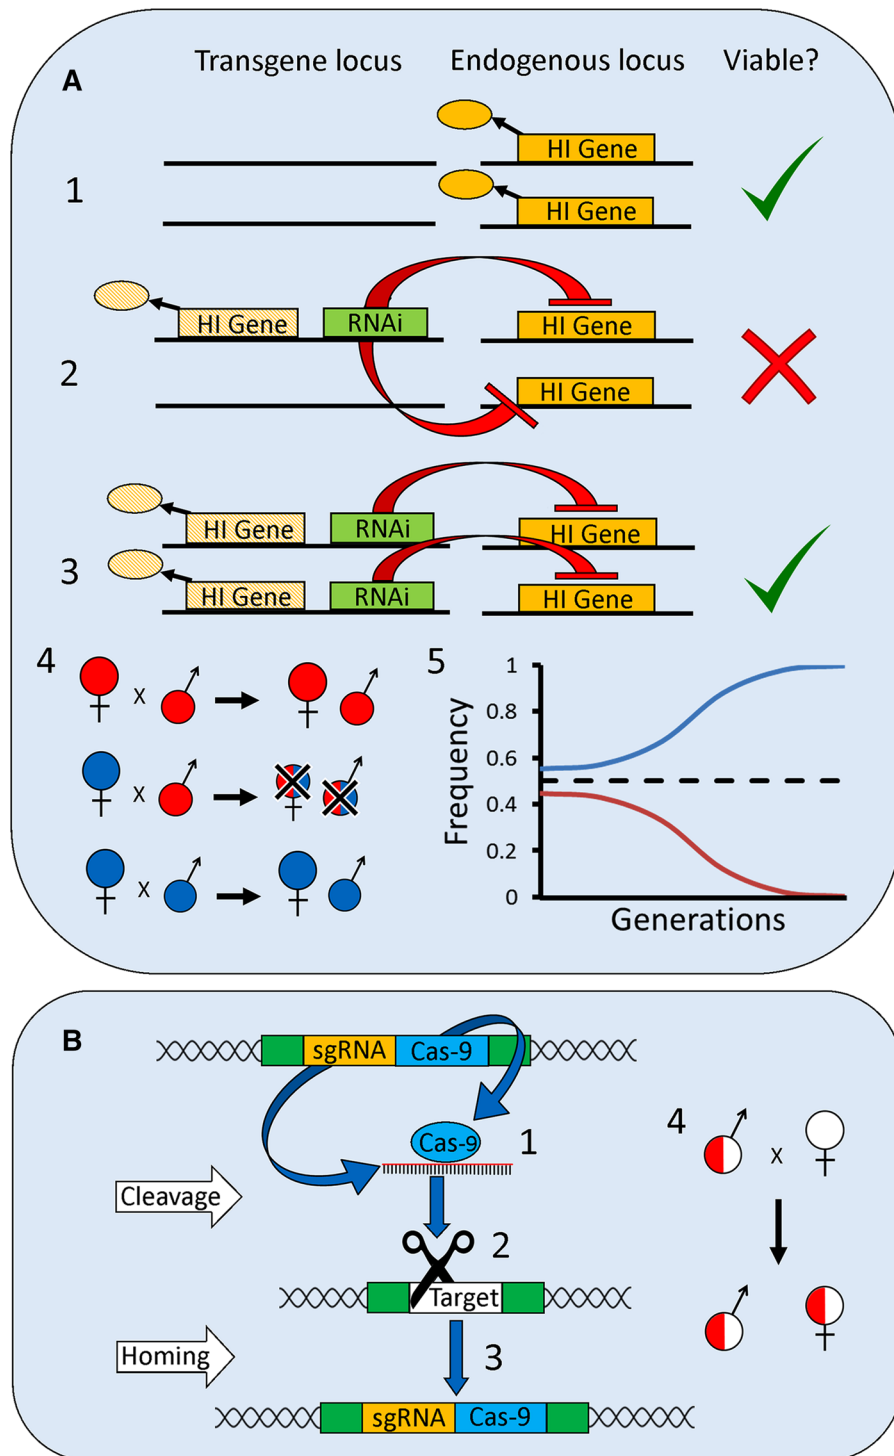 A
Transgene locus Endogenous locus Viable?
HI Gene
1
HI Gene
HI Gene RNAi HI Gene
2
HI Gene
HI Gene RNAi HI Gene
3
HI Gene RNAi HI Gene
4
X
X
X
5
Frequency
1
0.8
0.6
0.4
0.2
0
Generations
B
sgRNA Cas-9
Cas-9 1
Cleavage
2
Target
Homing
3
sgRNA Cas-9
4
X